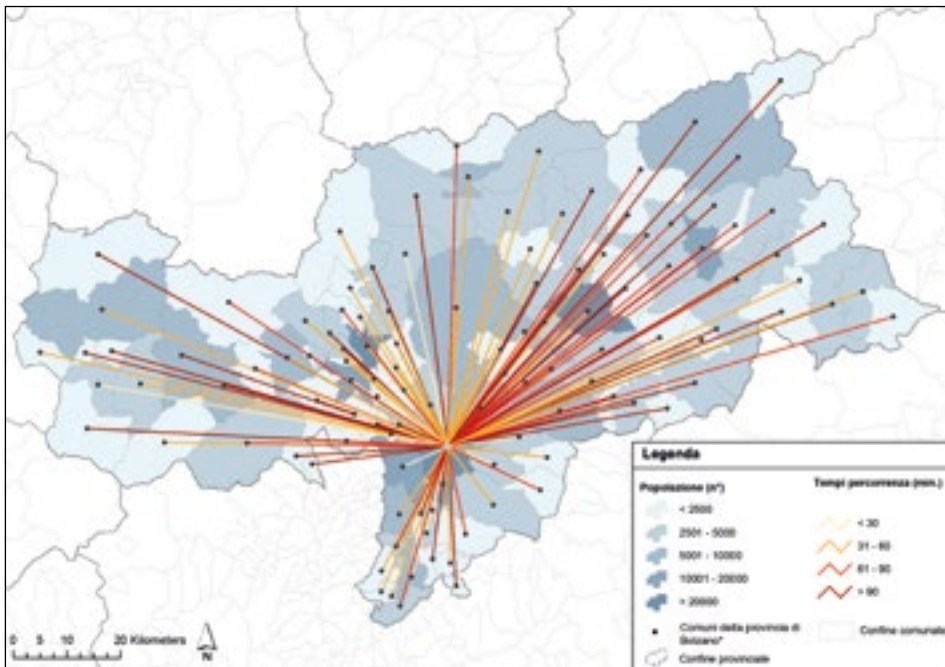 Legenda
Popolazione (n°)
< 2500
2501 - 5000
5001 - 10000
10001 - 20000
> 20000
Comuni della provincia di
Bolzano*
Confine provinciale
Tempi percorrenza (min.)
< 30
31 - 60
61 - 90
> 90
Confine comunale
0 5 10 20 Kilometers
N